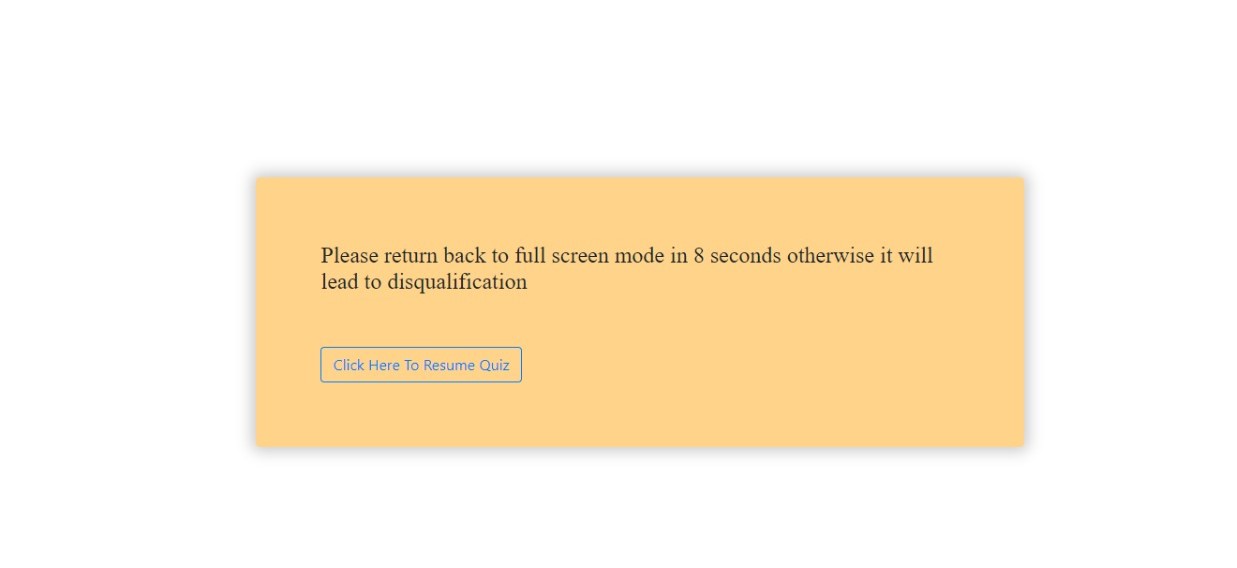 Please return back to full screen mode in 8 seconds otherwise it will
lead to disqualification
Click Here To Resume Quiz